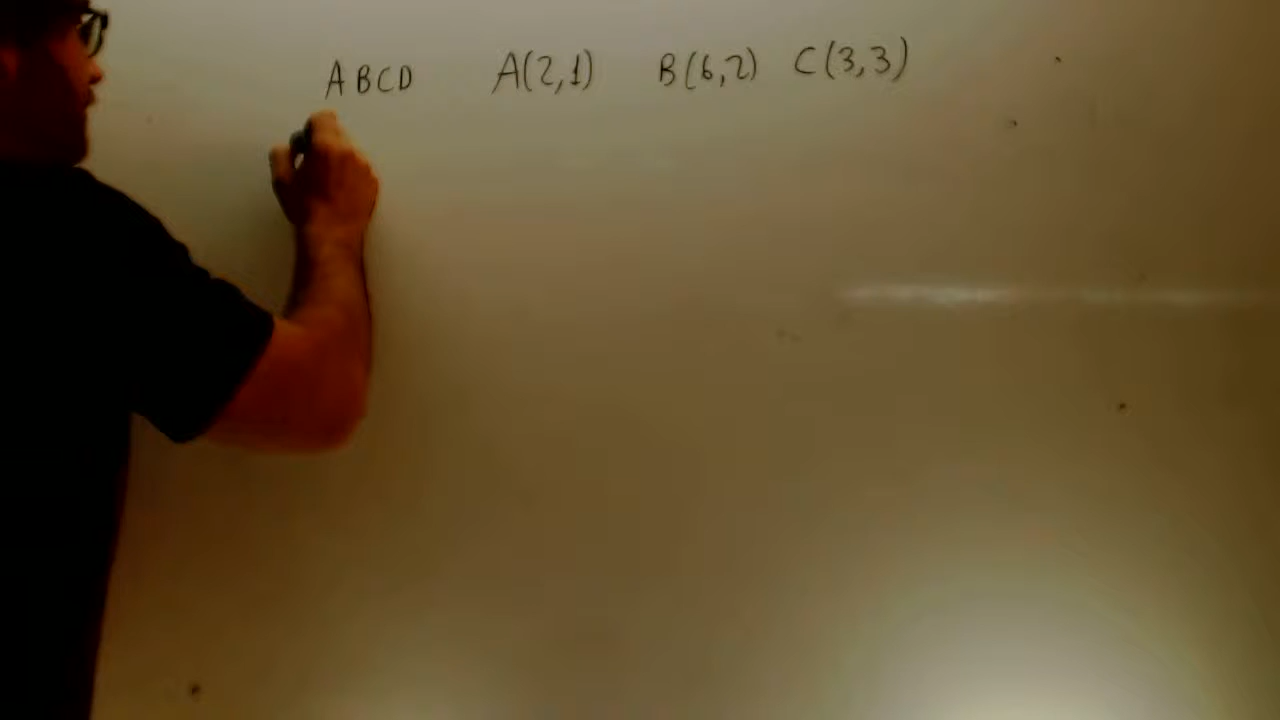 ABCD A(2,1) B(6,2) C(3,3)